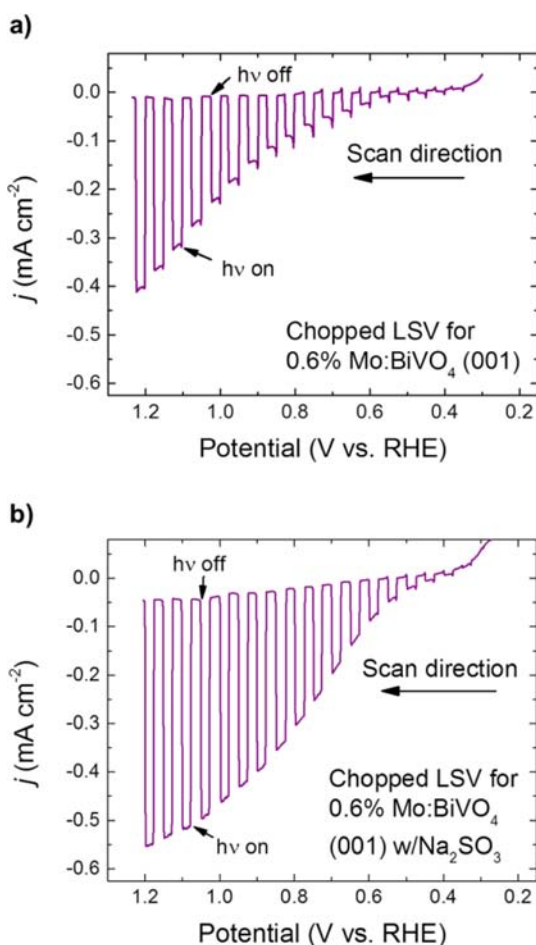 a)
0.0
-0.1
-0.2
-0.3
-0.4
-0.5
-0.6
j (mA cm⁻²)
hν off
Scan direction
hν on
Chopped LSV for
0.6% Mo:BiVO₄ (001)
1.2 1.0 0.8 0.6 0.4 0.2
Potential (V vs. RHE)
b)
0.0
-0.1
-0.2
-0.3
-0.4
-0.5
-0.6
j (mA cm⁻²)
hν off
Scan direction
hν on
Chopped LSV for
0.6% Mo:BiVO₄
(001) w/Na₂SO₃
1.2 1.0 0.8 0.6 0.4 0.2
Potential (V vs. RHE)